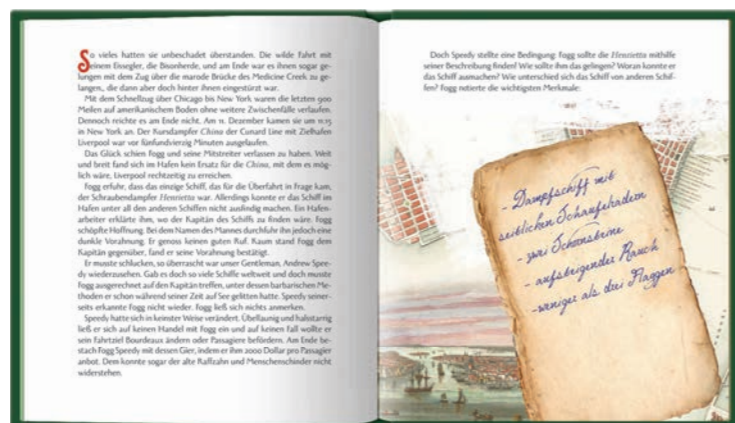 So vieles hatten sie unbeschadet überstanden. Die wilde Fahrt mit
seinem Eissegler, die Bisonherde, und am Ende war es ihnen sogar ge-
lungen mit dem Zug über die marode Brücke des Medicine Creek zu ge-
langen, die dann aber doch hinter ihnen eingestürzt war.
Mit dem Schnellzug über Chicago bis New York waren die letzten 900
Meilen auf amerikanischem Boden ohne weitere Zwischenfälle verlaufen.
Dennoch reichte es am Ende nicht. Am 11. Dezember kamen sie um 11.15
in New York an. Der Kursdampfer China der Cunard Line mit Zielhafen
Liverpool war vor fünfundvierzig Minuten ausgelaufen.
Das Glück schien Fogg und seine Mitstreiter verlassen zu haben. Weit
und breit fand sich im Hafen kein Ersatz für die China, mit dem es mög-
lich wäre, Liverpool rechtzeitig zu erreichen.
Fogg erfuhr, dass das einzige Schiff, das für die Überfahrt in Frage kam,
der Schraubendampfer Henrietta war. Allerdings konnte er das Schiff im
Hafen unter all den anderen Schiffen nicht ausfindig machen. Ein Hafen-
arbeiter erklärte ihm, wo der Kapitän des Schiffs zu finden wäre. Fogg
schöpfte Hoffnung. Bei dem Namen des Mannes durchfuhr ihn jedoch eine
dunkle Vorahnung. Er genoss keinen guten Ruf. Kaum stand Fogg dem
Kapitän gegenüber, fand er seine Vorahnung bestätigt.
Er musste schlucken, so überrascht war unser Gentleman, Andrew Spee-
dy wiederzusehen. Gab es doch so viele Schiffe weltweit und doch musste
Fogg ausgerechnet auf den Kapitän treffen, unter dessen barbarischen Me-
thoden er schon während seiner Zeit auf See gelitten hatte. Speedy seiner-
seits erkannte Fogg nicht wieder. Fogg ließ sich nichts anmerken.
Speedy hatte sich in keinster Weise verändert. Übellaunig und halsstarrig
ließ er sich auf keinen Handel mit Fogg ein und auf keinen Fall wollte er
sein Fahrtziel Bourdeaux ändern oder Passagiere befördern. Am Ende be-
stach Fogg Speedy mit dessen Gier, indem er ihm 2000 Dollar pro Passagier
anbot. Dem konnte sogar der alte Raffzahn und Menschenschinder nicht
widerstehen.
Doch Speedy stellte eine Bedingung: Fogg sollte die Henrietta mithilfe
seiner Beschreibung finden! Wie sollte ihm das gelingen? Woran konnte er
das Schiff ausmachen? Wie unterschied sich das Schiff von anderen Schif-
fen? Fogg notierte die wichtigsten Merkmale:
- Dampfschiff mit
seitlichen Schaufelrädern
- zwei Schornsteine
- aufsteigender Rauch
- weniger als drei Flaggen